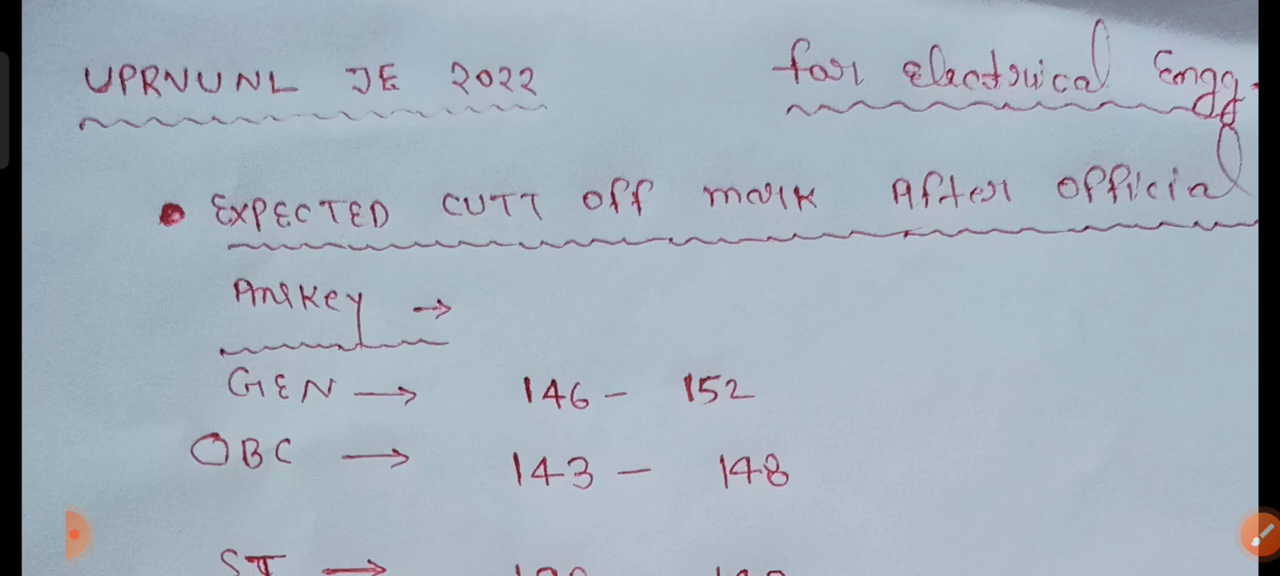 UPRVUNL JE 2022 for electrical Engg.
• EXPECTED CUTT off mark After official
Anskey →
GEN → 146 - 152
OBC → 143 - 148
ST →